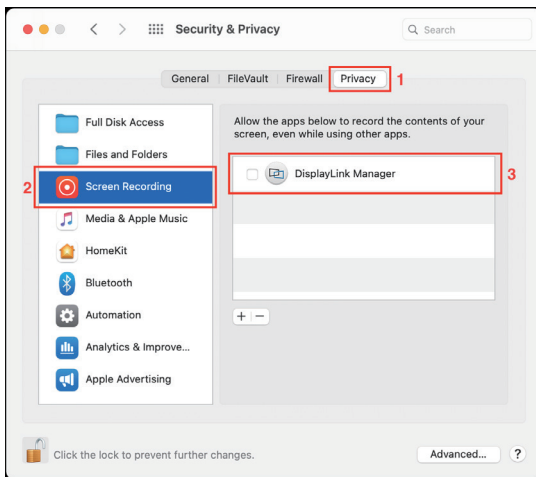 Security & Privacy
Search
General
FileVault
Firewall
Privacy
1
Full Disk Access
Files and Folders
2
Screen Recording
Media & Apple Music
HomeKit
Bluetooth
Automation
Analytics & Improve...
Apple Advertising
Allow the apps below to record the contents of your
screen, even while using other apps.
DisplayLink Manager
3
+ −
Click the lock to prevent further changes.
Advanced...
?